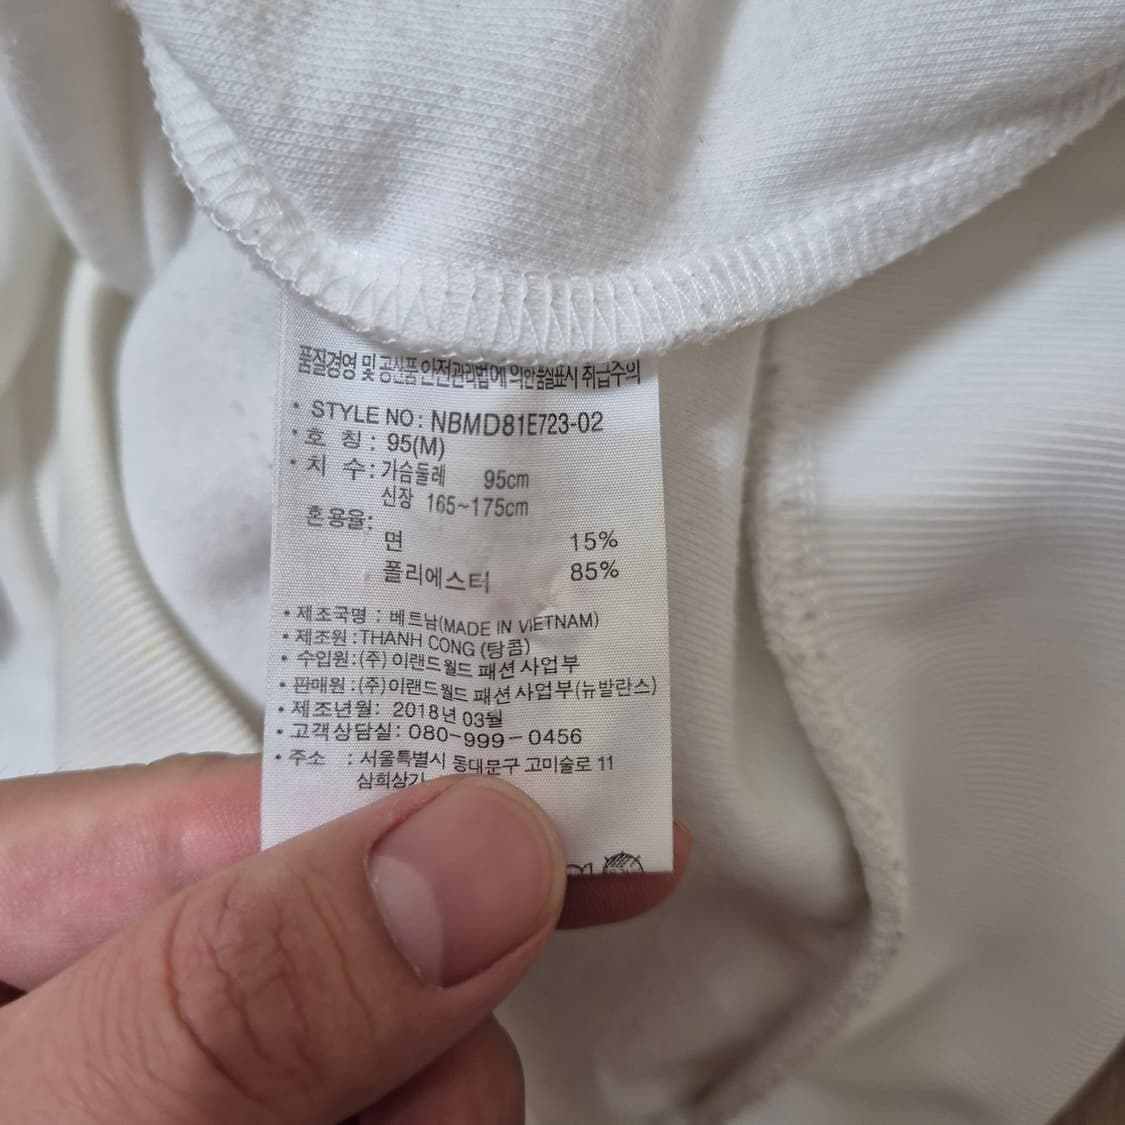 품질경영 및 공산품안전관리법에 의한 품질표시 취급주의
· STYLE NO : NBMD81E723-02
· 호 칭 : 95(M)
· 치 수 : 가슴둘레 95cm
신장 165~175cm
혼용율:
면 15%
폴리에스터 85%
· 제조국명 : 베트남(MADE IN VIETNAM)
· 제조원 : THANH CONG (탕콤)
· 수입원 : (주) 이랜드월드 패션사업부
· 판매원 : (주)이랜드월드 패션사업부(뉴발란스)
· 제조년월: 2018년 03월
· 고객상담실: 080-999-0456
· 주소 : 서울특별시 동대문구 고미술로 11
삼희상가